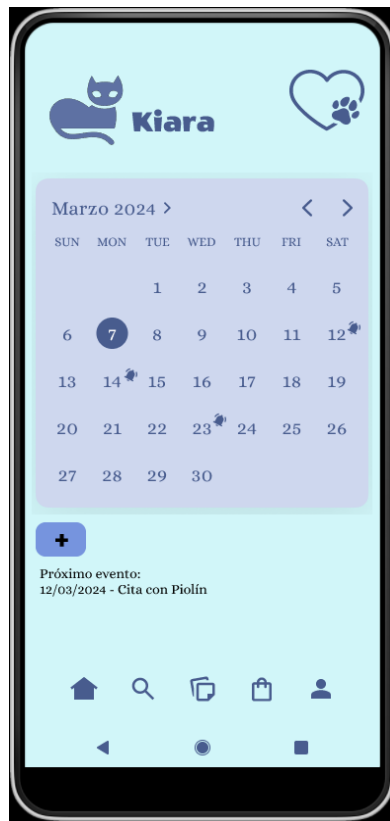 Kiara
Marzo 2024 >
SUN MON TUE WED THU FRI SAT
1 2 3 4 5
6 7 8 9 10 11 12
13 14 15 16 17 18 19
20 21 22 23 24 25 26
27 28 29 30
+
Próximo evento:
12/03/2024 - Cita con Piolín